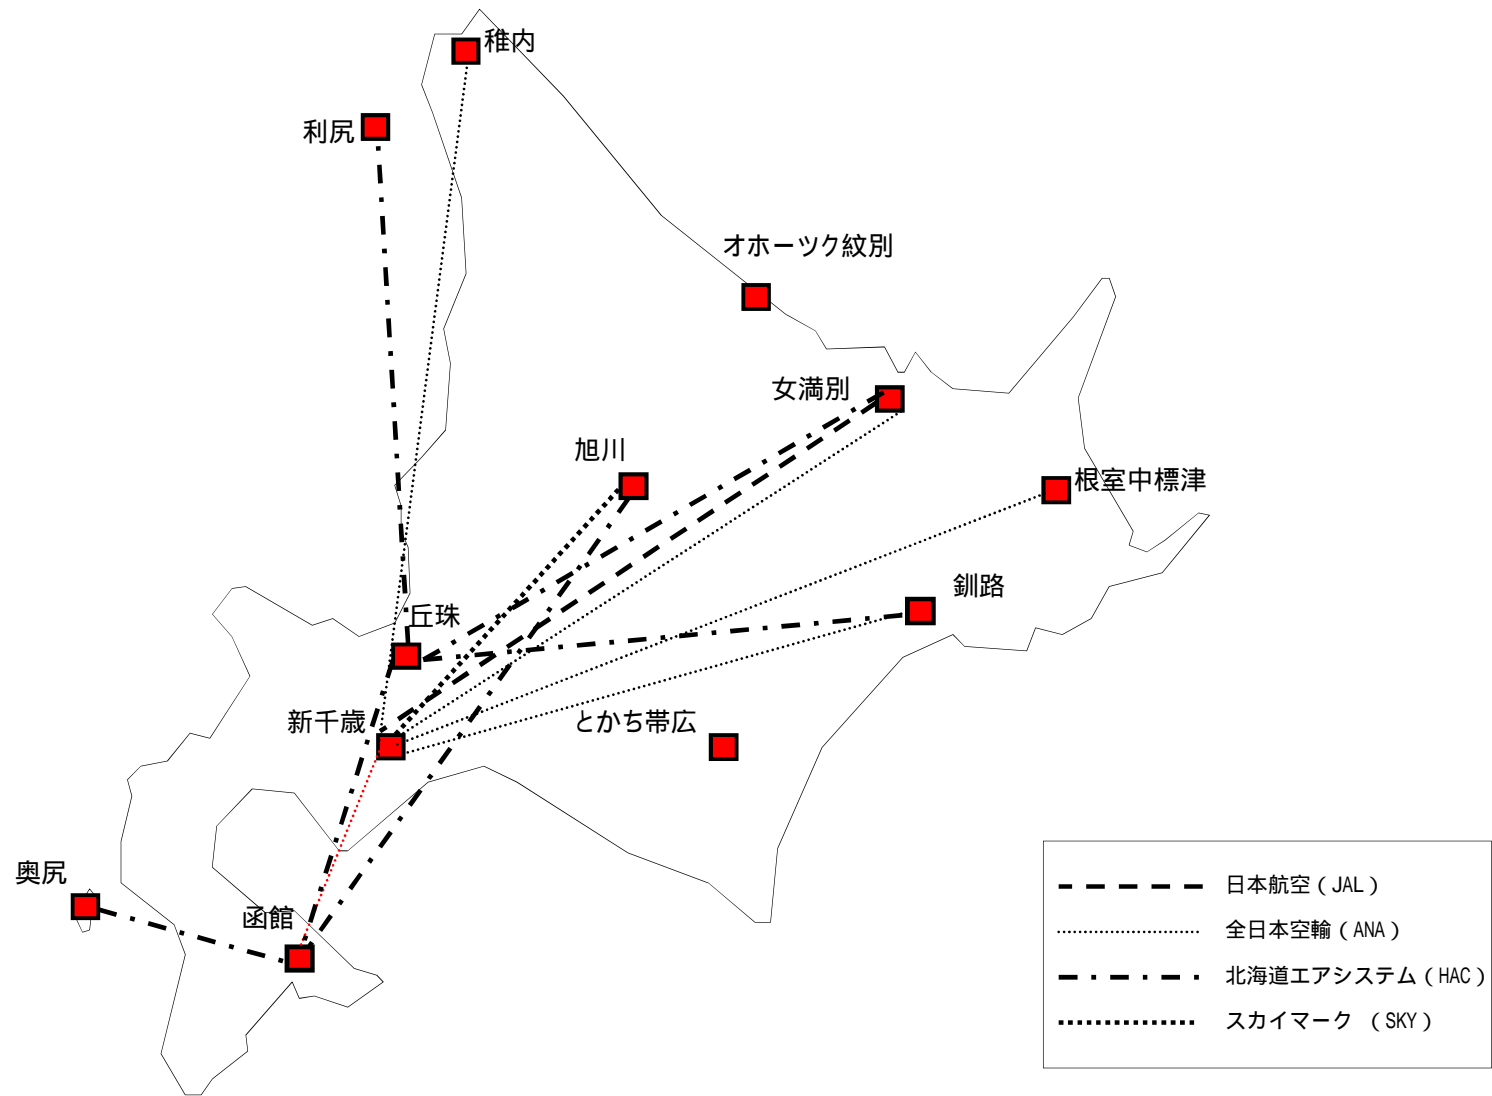 稚内
利尻
オホーツク紋別
女満別
旭川
根室中標津
釧路
丘珠
新千歳
とかち帯広
奥尻
函館
日本航空（JAL）
全日本空輸（ANA）
北海道エアシステム（HAC）
スカイマーク　（SKY）